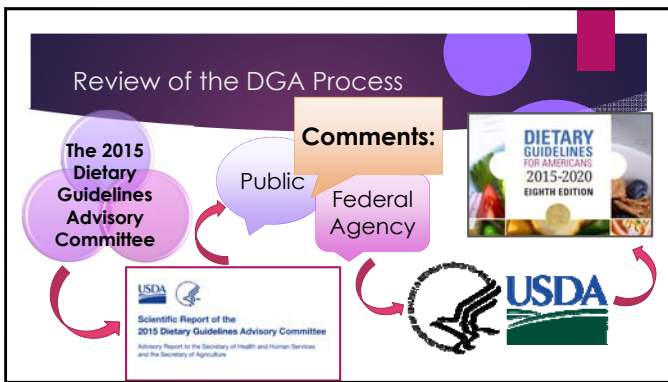 Review of the DGA Process
The 2015
Dietary
Guidelines
Advisory
Committee
Public
Comments:
Federal
Agency
USDA
Scientific Report of the
2015 Dietary Guidelines Advisory Committee
Advisory Report to the Secretary of Health and Human Services
and the Secretary of Agriculture
USDA
DIETARY
GUIDELINES
FOR AMERICANS
2015-2020
EIGHTH EDITION